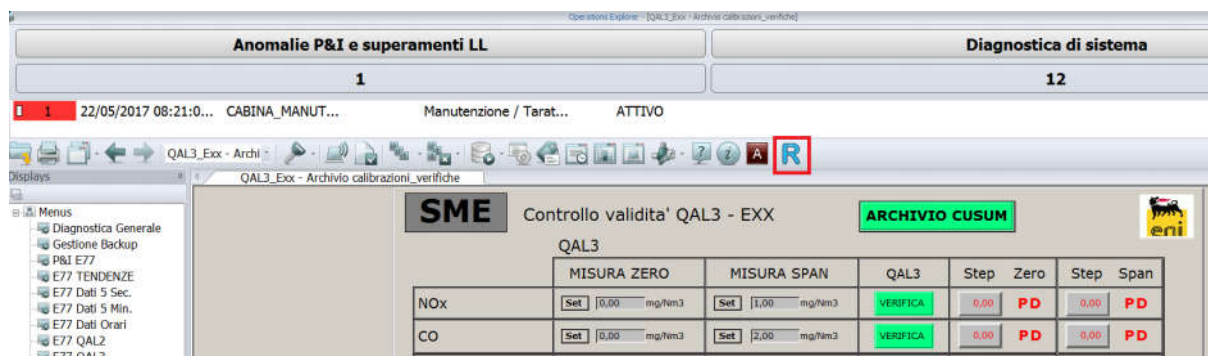 Operations Explorer - [QAL3_Exx - Archivio calibrazioni_verifiche]
Anomalie P&I e superamenti LL
Diagnostica di sistema
1
12
1 22/05/2017 08:21:0... CABINA_MANUT... Manutenzione / Tarat... ATTIVO
QAL3_Exx - Archi
A R
Displays
QAL3_Exx - Archivio calibrazioni_verifiche
Menus
Diagnostica Generale
Gestione Backup
P&I E77
E77 TENDENZE
E77 Dati 5 Sec.
E77 Dati 5 Min.
E77 Dati Orari
E77 QAL2
E77 QAL3
SME Controllo validita' QAL3 - EXX ARCHIVIO CUSUM
eni
QAL3
MISURA ZERO MISURA SPAN QAL3 Step Zero Step Span
NOx Set 0,00 mg/Nm3 Set 1,00 mg/Nm3 VERIFICA 0,00 PD 0,00 PD
CO Set 0,00 mg/Nm3 Set 2,00 mg/Nm3 VERIFICA 0,00 PD 0,00 PD